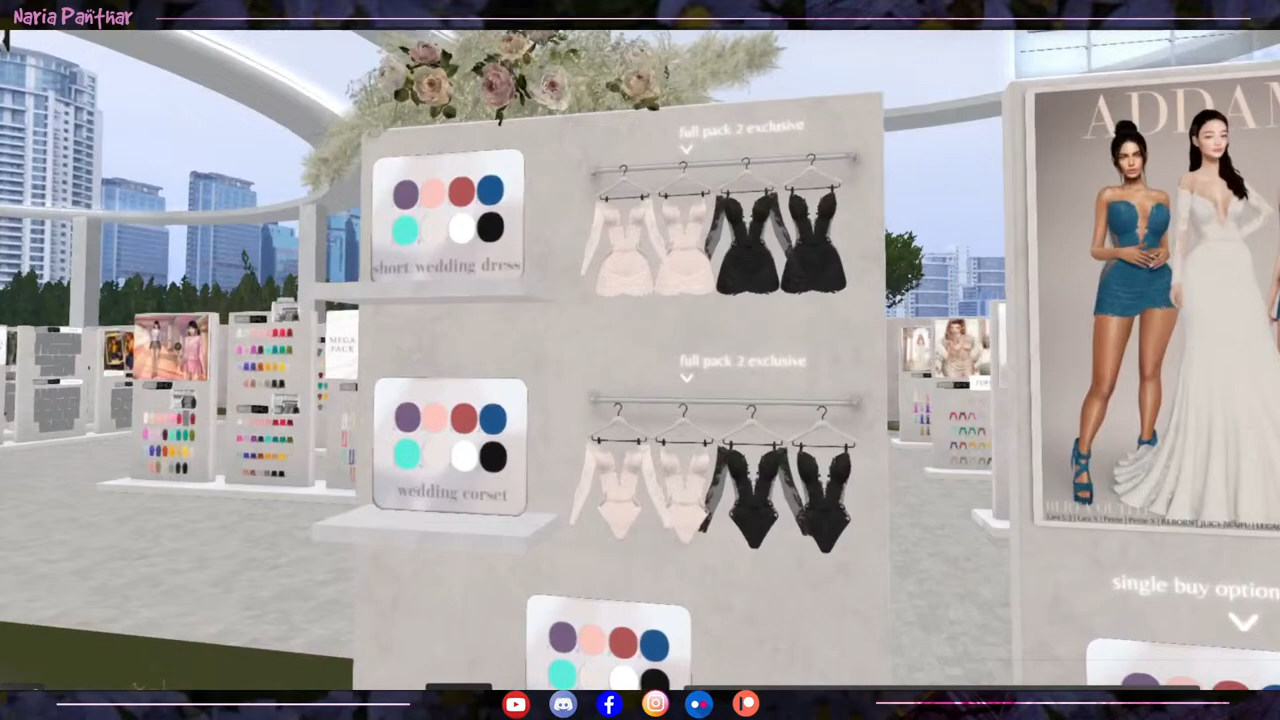 Naria Panthar
full pack 2 exclusive
ADDAM
short wedding dress
MEGA
PACK
full pack 2 exclusive
wedding corset
single buy option